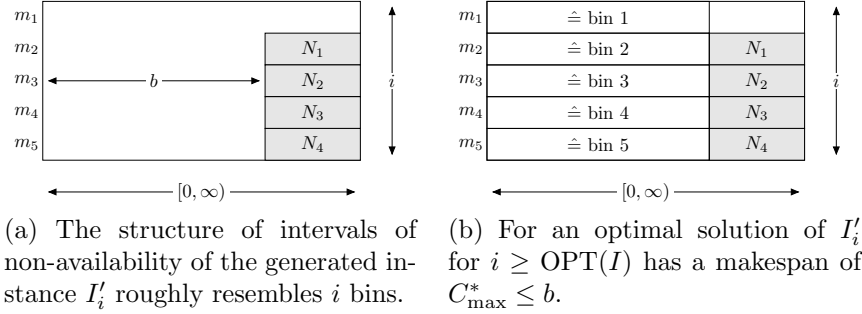 m₁
m₂
m₃
m₄
m₅
b
N₁
N₂
N₃
N₄
i
[0, ∞)
(a) The structure of intervals of
non-availability of the generated in-
stance I′ᵢ roughly resembles i bins.
m₁ ≙ bin 1
m₂ ≙ bin 2 N₁
m₃ ≙ bin 3 N₂
m₄ ≙ bin 4 N₃
m₅ ≙ bin 5 N₄
i
[0, ∞)
(b) For an optimal solution of I′ᵢ
for i ≥ OPT(I) has a makespan of
C*max ≤ b.